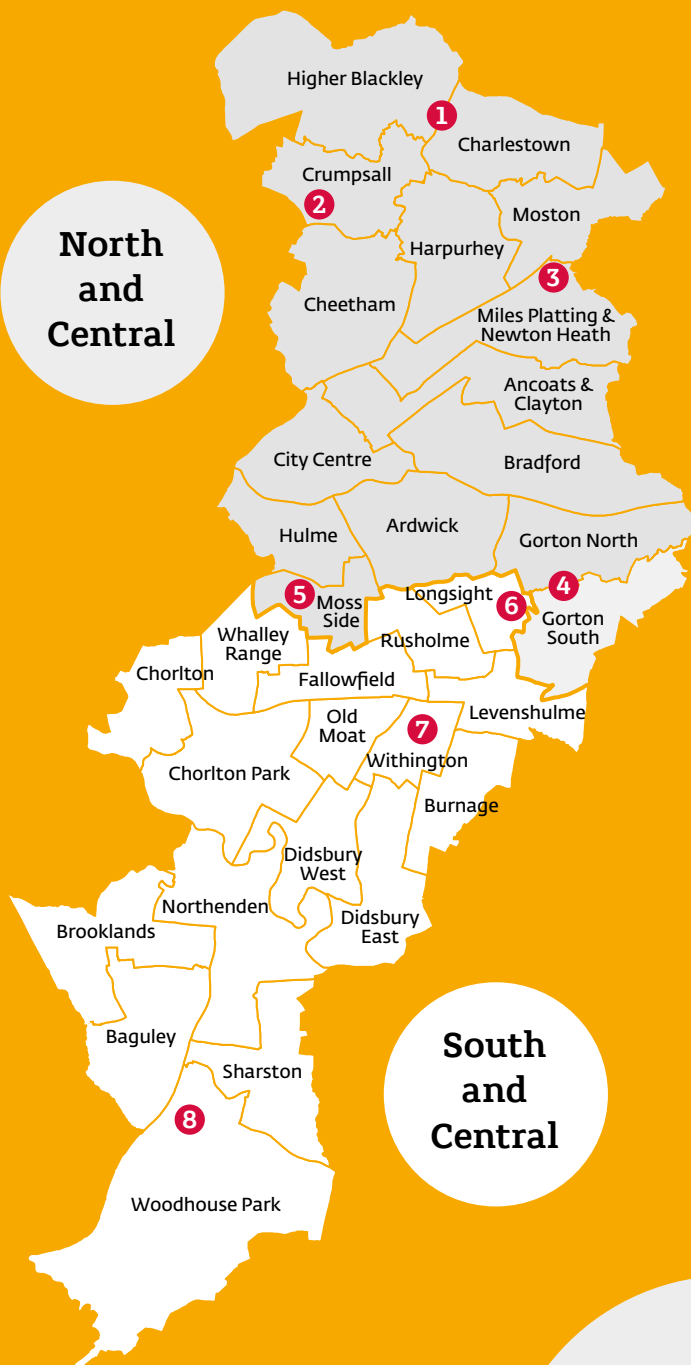 Higher Blackley
1
Charlestown
Crumpsall
2
Moston
North
and
Central
Harpurhey
3
Cheetham
Miles Platting &
Newton Heath
Ancoats &
Clayton
City Centre
Bradford
Ardwick
Hulme
Gorton North
4
5
Moss
Side
Longsight
6
Gorton
South
Whalley
Range
Rusholme
Chorlton
Fallowfield
Old
Moat
Levenshulme
7
Withington
Chorlton Park
Burnage
Didsbury
West
Northenden
Didsbury
East
Brooklands
Baguley
South
and
Central
Sharston
8
Woodhouse Park